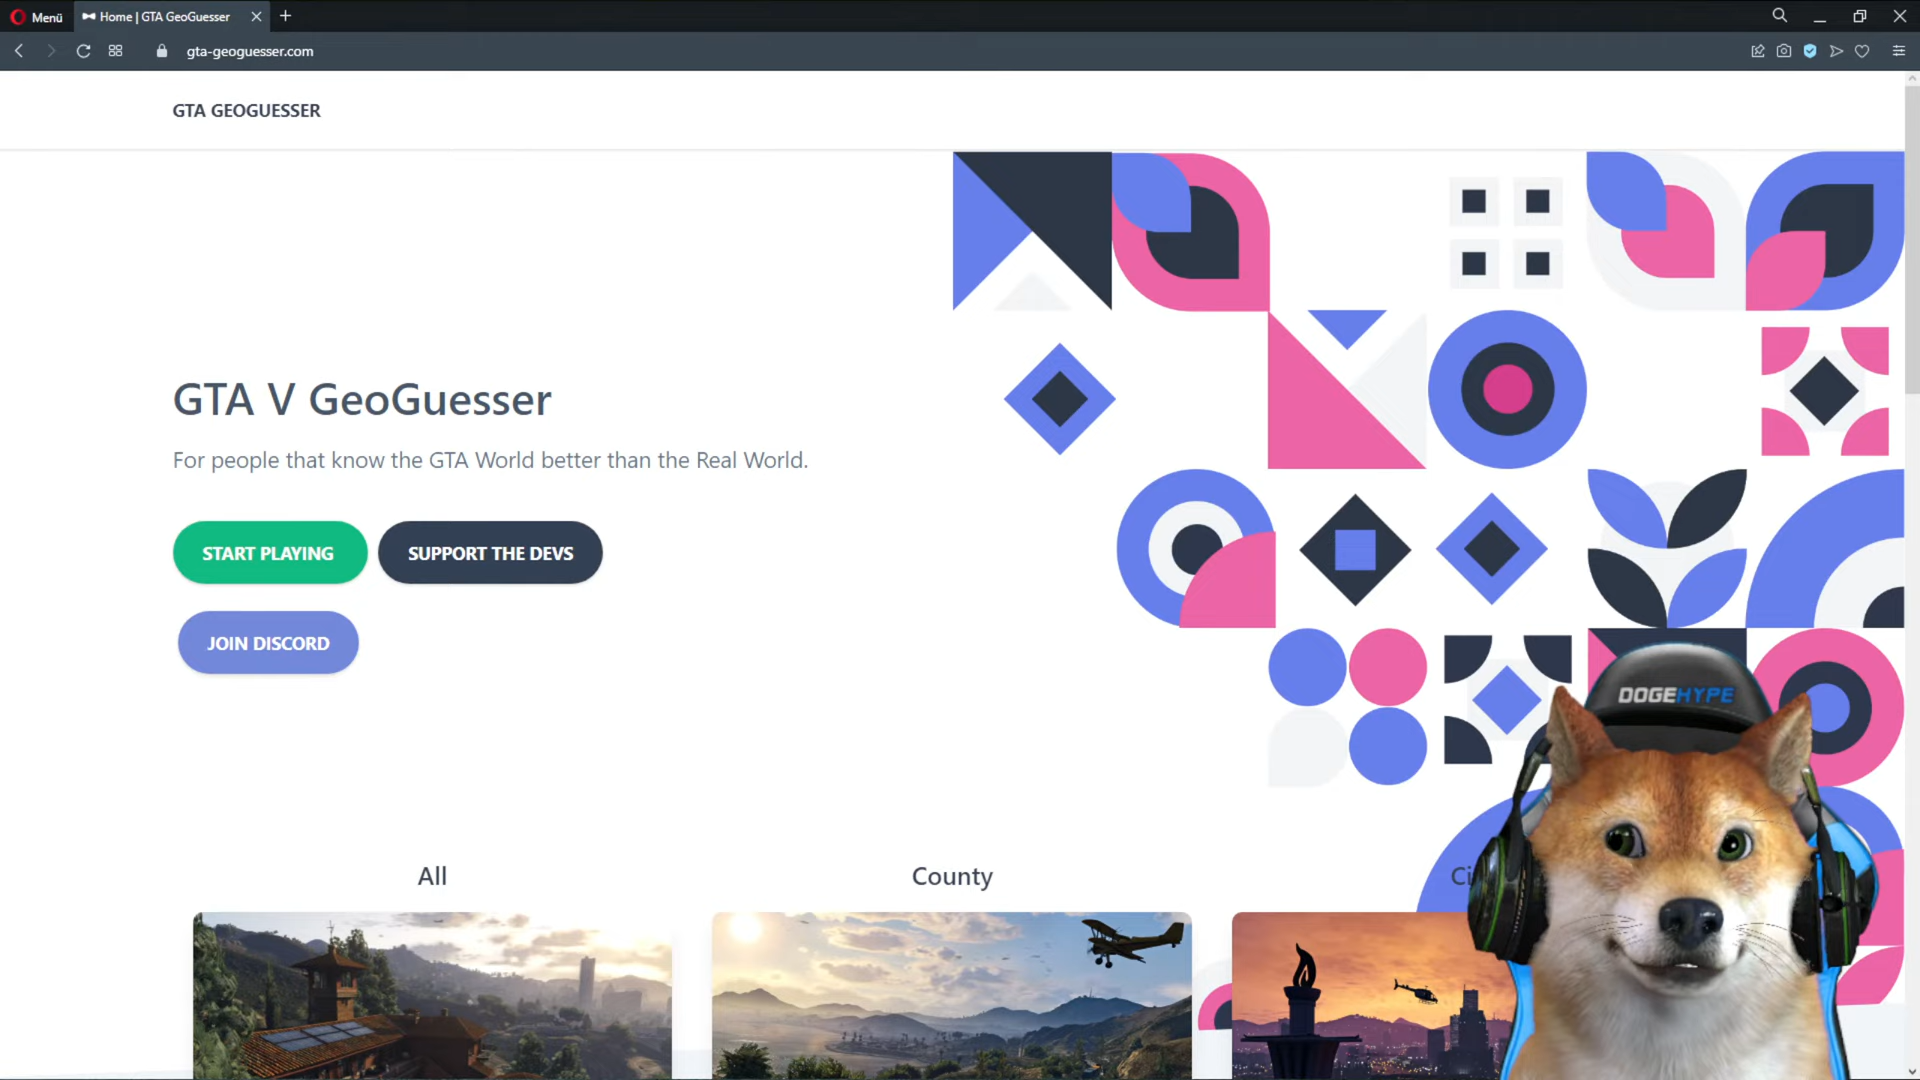 Menü
Home | GTA GeoGuesser
gta-geoguesser.com
GTA GEOGUESSER
GTA V GeoGuesser
For people that know the GTA World better than the Real World.
START PLAYING
SUPPORT THE DEVS
JOIN DISCORD
DOGEHYPE
All
County